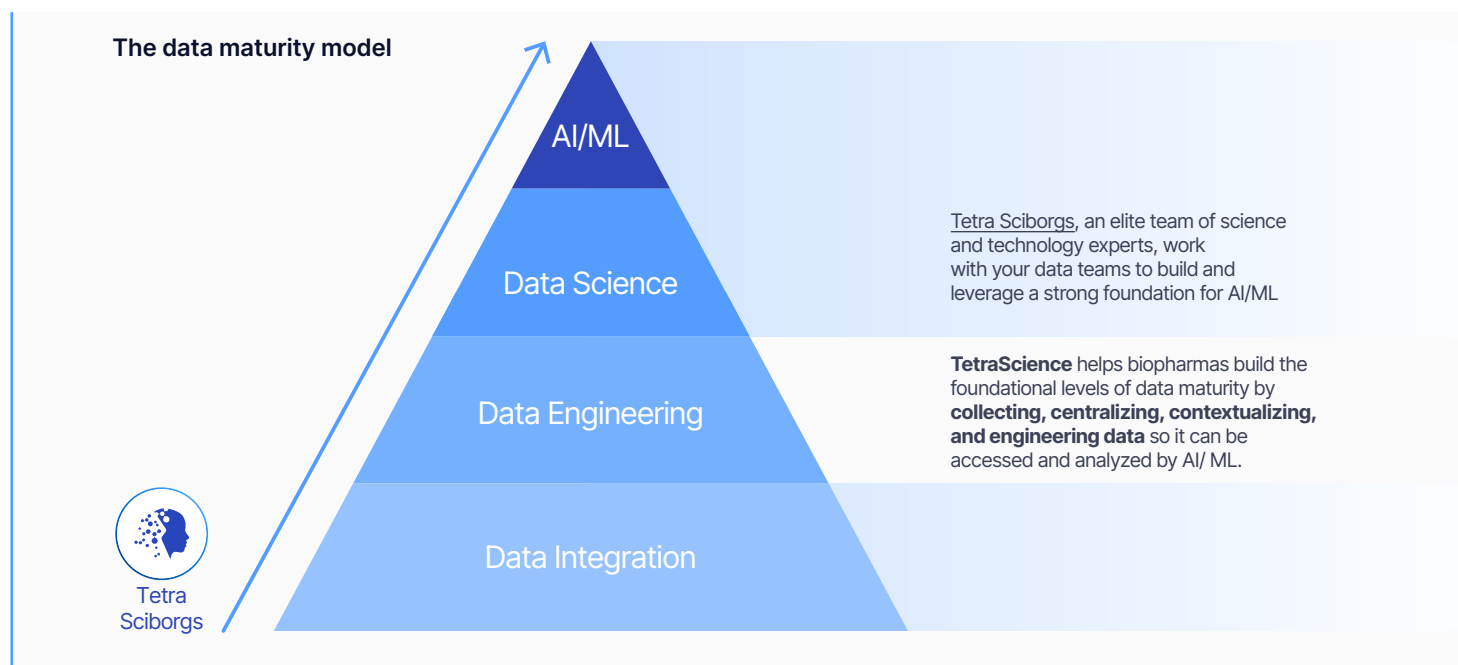 The data maturity model
AI/ML
Data Science
Tetra Sciborgs, an elite team of science
and technology experts, work
with your data teams to build and
leverage a strong foundation for AI/ML
Data Engineering
TetraScience helps biopharmas build the
foundational levels of data maturity by
collecting, centralizing, contextualizing,
and engineering data so it can be
accessed and analyzed by AI/ ML.
Data Integration
Tetra
Sciborgs